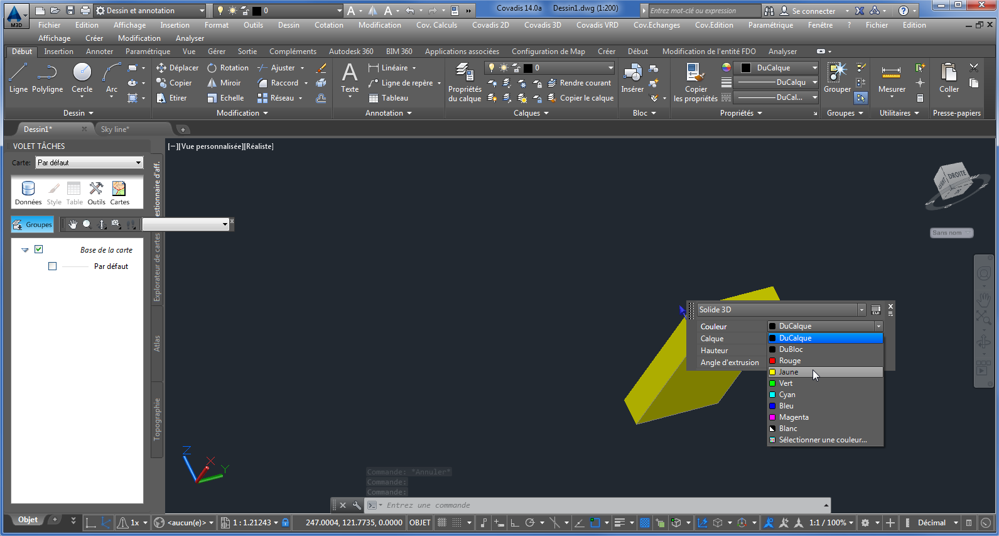 M3D
Dessin et annotation
0
Covadis 14.0a Dessin1.dwg (1:200)
Entrez mot-clé ou expression
Se connecter
Fichier Edition Affichage Insertion Format Outils Dessin Cotation Modification Cov. Calculs Covadis 2D Covadis 3D Covadis VRD Cov.Echanges Cov.Edition Paramétrique Fenêtre ? Fichier Edition
Affichage Créer Modification Analyser
Début Insertion Annoter Paramétrique Vue Gérer Sortie Compléments Autodesk 360 BIM 360 Applications associées Configuration de Map Créer Début Modification de l'entité FDO Analyser
Ligne Polyligne Cercle Arc
Dessin
Déplacer Rotation Ajuster
Copier Miroir Raccord
Etirer Echelle Réseau
Modification
A
Texte
Linéaire
Ligne de repère
Tableau
Annotation
Propriétés
du calque
0
Rendre courant
Copier le calque
Calques
Insérer
Bloc
Copier
les propriétés
DuCalque
DuCalqu
DuCal...
Propriétés
Grouper
Groupes
Mesurer
Utilitaires
Coller
Presse-papiers
Dessin1* Sky line*
VOLET TÂCHES
Carte: Par défaut
Données Style Table Outils Cartes
Groupes
Base de la carte
Par défaut
estionnaire d'aff.
Explorateur de cartes
Atlas
Topographie
[−][Vue personnalisée][Réaliste]
DROITE
Sans nom
Solide 3D
CUI
Couleur DuCalque
Calque
Hauteur
Angle d'extrusion
DuCalque
DuBloc
Rouge
Jaune
Vert
Cyan
Bleu
Magenta
Blanc
Sélectionner une couleur...
Z
X
Y
Commande: *Annuler*
Commande:
Commande:
Entrez une commande
Objet
1x
<aucun(e)>
1 : 1.21243
247.0004, 121.7735, 0.0000
OBJET
1:1 / 100%
Décimal